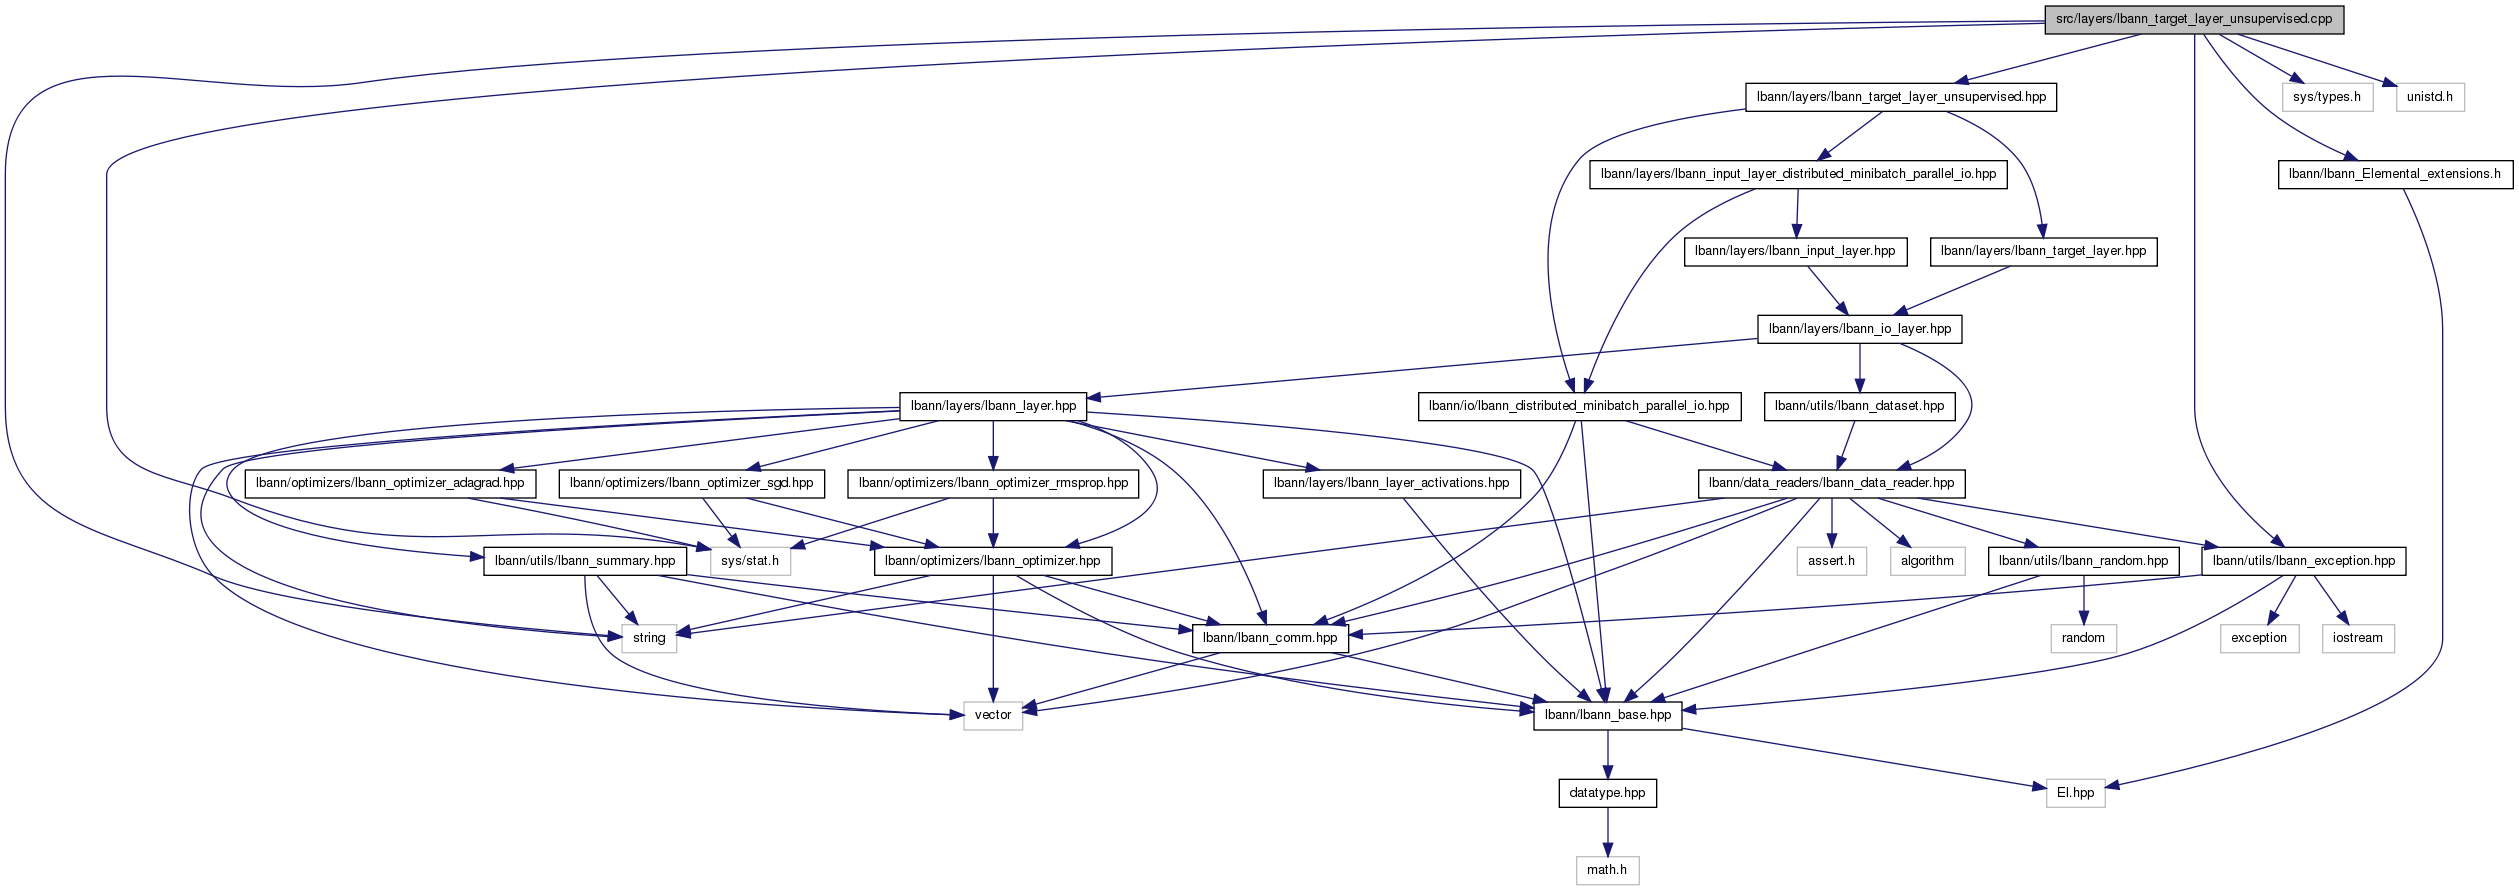 src/layers/lbann_target_layer_unsupervised.cpp
lbann/layers/lbann_target_layer_unsupervised.hpp
sys/types.h
unistd.h
lbann/layers/lbann_input_layer_distributed_minibatch_parallel_io.hpp
lbann/lbann_Elemental_extensions.h
lbann/layers/lbann_input_layer.hpp
lbann/layers/lbann_target_layer.hpp
lbann/layers/lbann_io_layer.hpp
lbann/layers/lbann_layer.hpp
lbann/io/lbann_distributed_minibatch_parallel_io.hpp
lbann/utils/lbann_dataset.hpp
lbann/optimizers/lbann_optimizer_adagrad.hpp
lbann/optimizers/lbann_optimizer_sgd.hpp
lbann/optimizers/lbann_optimizer_rmsprop.hpp
lbann/layers/lbann_layer_activations.hpp
lbann/data_readers/lbann_data_reader.hpp
lbann/utils/lbann_summary.hpp
sys/stat.h
lbann/optimizers/lbann_optimizer.hpp
assert.h
algorithm
lbann/utils/lbann_random.hpp
lbann/utils/lbann_exception.hpp
string
lbann/lbann_comm.hpp
random
exception
iostream
vector
lbann/lbann_base.hpp
datatype.hpp
El.hpp
math.h